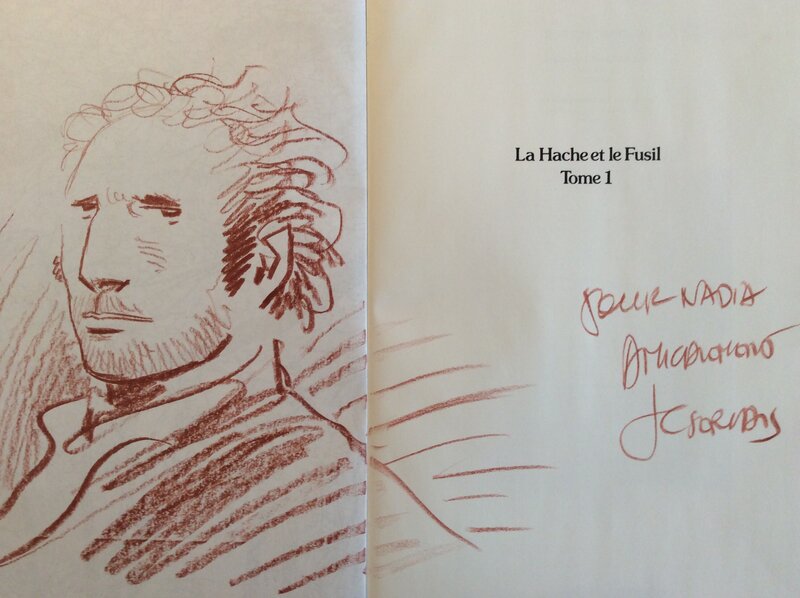 La Hache et le Fusil
Tome 1
POUR NADIA
AMICALEMENT
JC SERVAIS